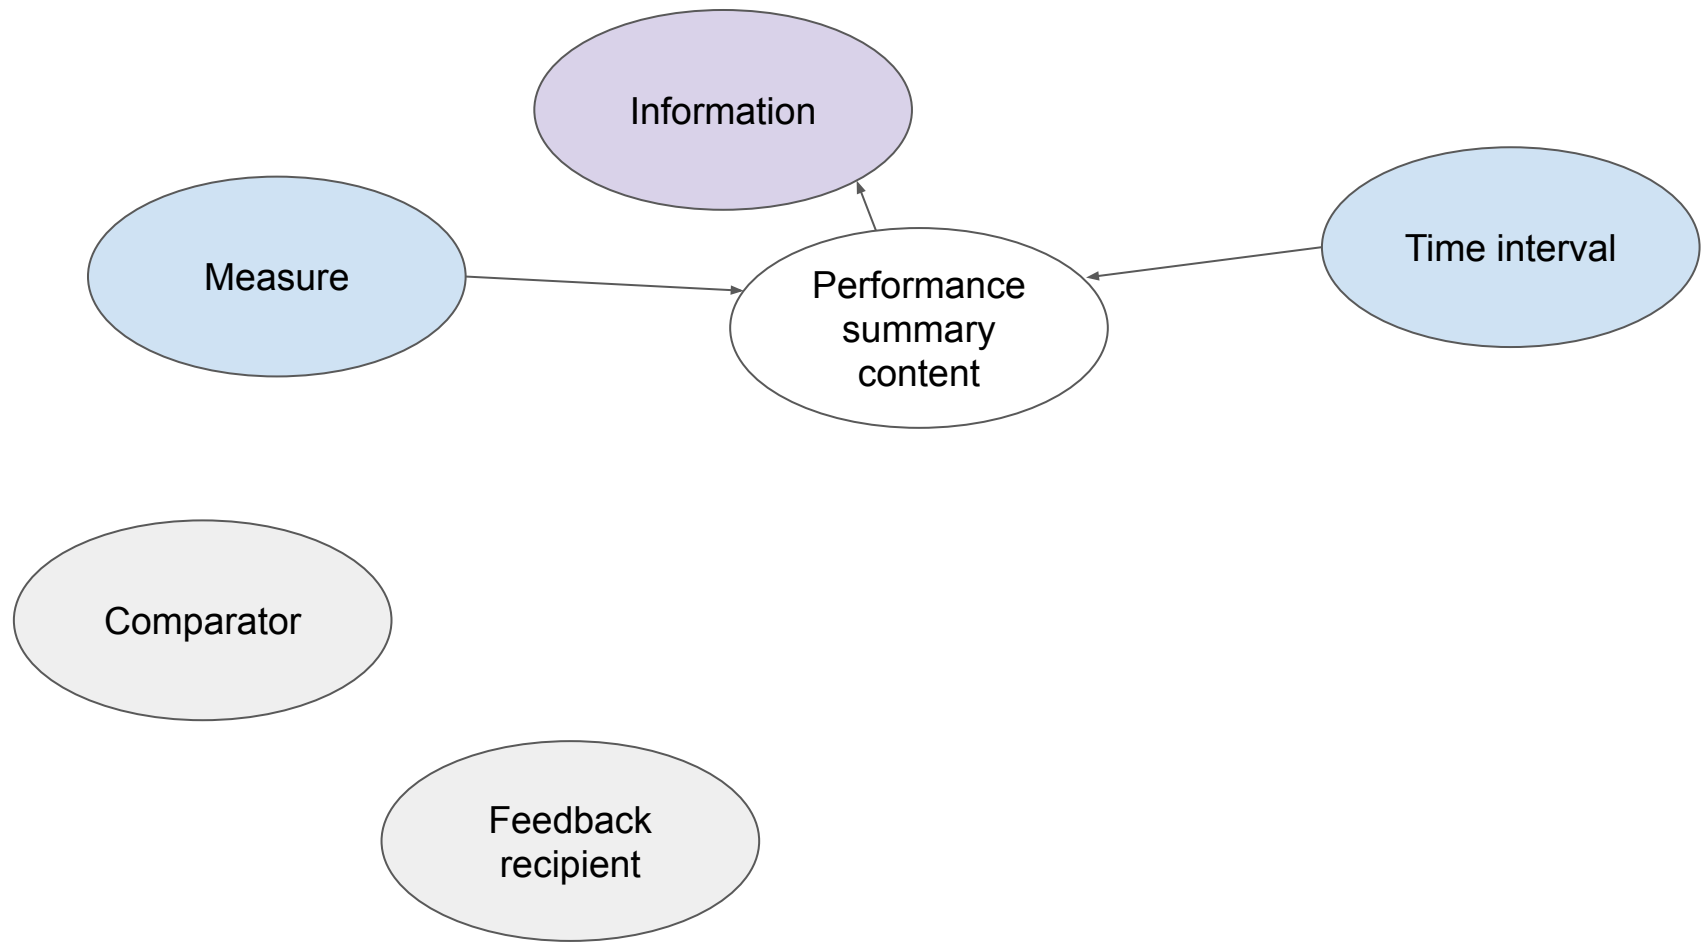 Information
Measure
Time interval
Performance
summary
content
Comparator
Feedback
recipient